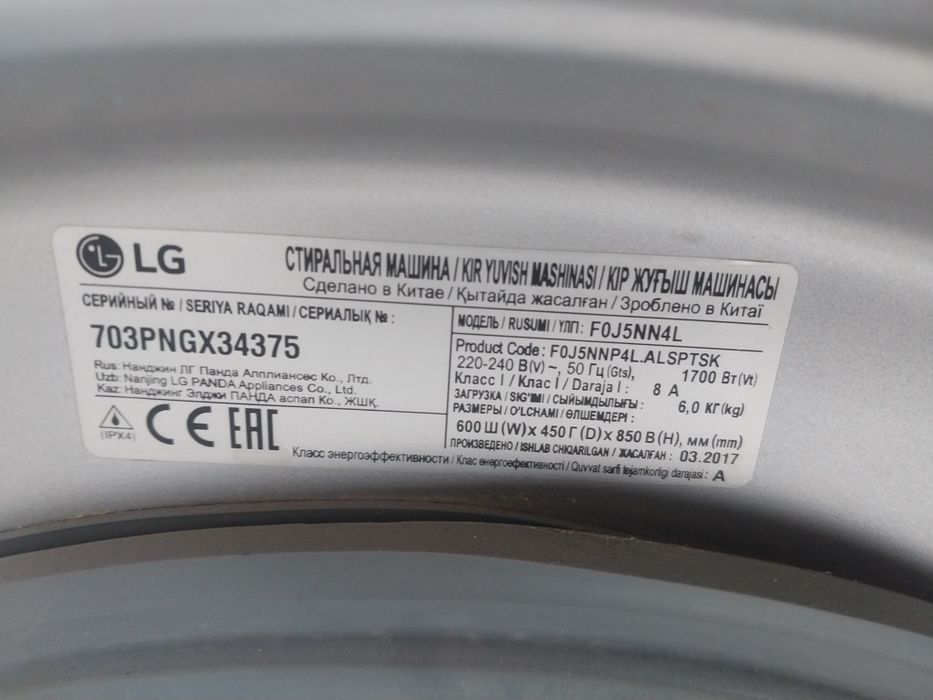 LG
СТИРАЛЬНАЯ МАШИНА / KIR YUVISH MASHINASI / КІР ЖУҒЫШ МАШИНАСЫ
Сделано в Китае / Қытайда жасалған / Зроблено в Китаї
СЕРИЙНЫЙ № / SERIYA RAQAMI / СЕРИАЛЫҚ № :
703PNGX34375
Rus: Нанджин ЛГ Панда Апплиансес Ко., Лтд.
Uzb: Nanjing LG PANDA Appliances Co., Ltd.
Kaz: Нанджинг Элджи ПАНДА аспап Ко., ЖШҚ.
(IPX4)
CE EAC
МОДЕЛЬ / RUSUMI / ҮЛГІ : F0J5NN4L
Product Code : F0J5NNP4L.ALSPTSK
220-240 В(V)~, 50 Гц(Gts), 1700 Вт(Vt)
Класс I / Клас I / Daraja I : 8 A
ЗАГРУЗКА / SIG'IMI / СЫЙЫМДЫЛЫҒЫ : 6,0 КГ(kg)
РАЗМЕРЫ / O'LCHAMI / ӨЛШЕМДЕРІ :
600 Ш(W) x 450 Г(D) x 850 В(H), мм (mm)
ПРОИЗВЕДЕНО / ISHLAB CHIQARILGAN / ЖАСАЛҒАН : 03.2017
Класс энергоэффективности / Клас енергоефективності / Quvvat sarfi tejamkorligi darajasi : A